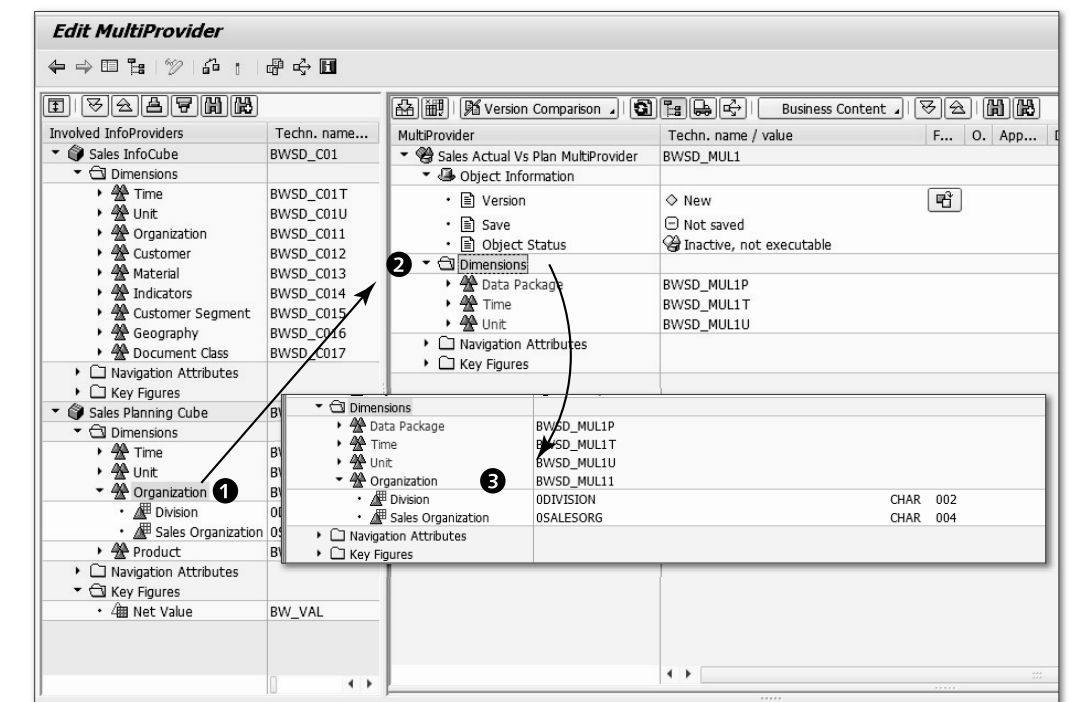 Edit MultiProvider
Version Comparison
Business Content
Involved InfoProviders Techn. name...
Sales InfoCube BWSD_C01
Dimensions
Time BWSD_C01T
Unit BWSD_C01U
Organization BWSD_C011
Customer BWSD_C012
Material BWSD_C013
Indicators BWSD_C014
Customer Segment BWSD_C015
Geography BWSD_C016
Document Class BWSD_C017
Navigation Attributes
Key Figures
Sales Planning Cube
Dimensions
Time
Unit
Organization 1
Division
Sales Organization
Product
Navigation Attributes
Key Figures
Net Value BW_VAL
MultiProvider Techn. name / value F... O. App...
Sales Actual Vs Plan MultiProvider BWSD_MUL1
Object Information
Version New
Save Not saved
Object Status Inactive, not executable
2 Dimensions
Data Package BWSD_MUL1P
Time BWSD_MUL1T
Unit BWSD_MUL1U
Navigation Attributes
Key Figures
Dimensions
Data Package BWSD_MUL1P
Time BWSD_MUL1T
Unit BWSD_MUL1U
Organization 3 BWSD_MUL11
Division 0DIVISION CHAR 002
Sales Organization 0SALESORG CHAR 004
Navigation Attributes
Key Figures